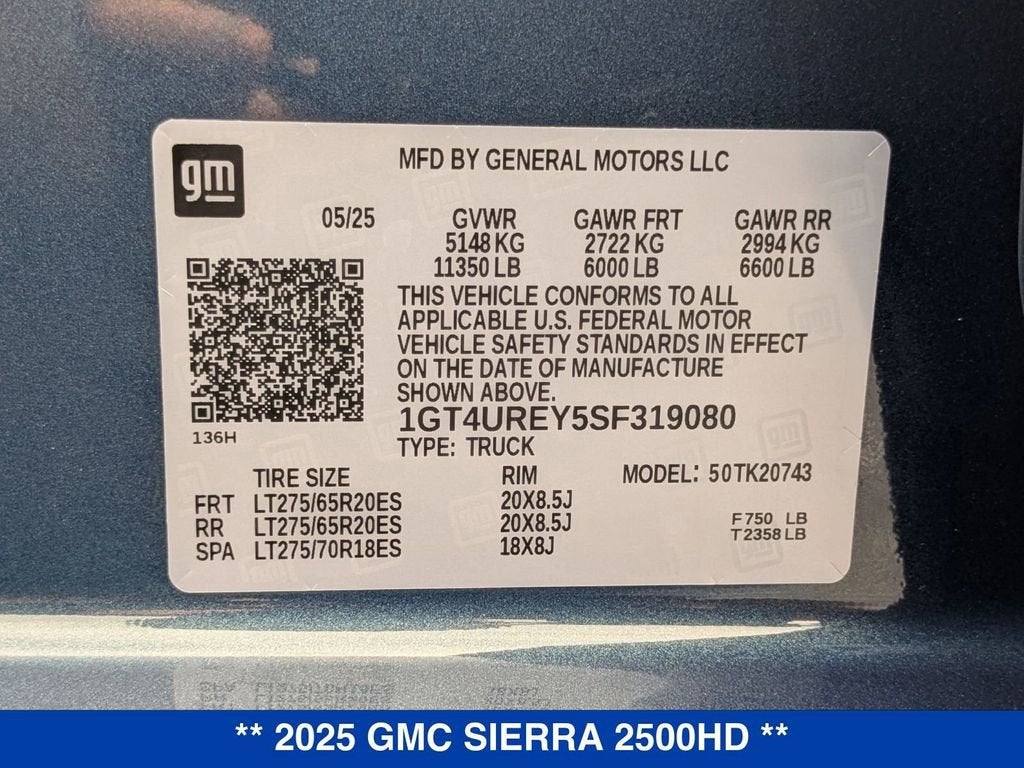 gm
MFD BY GENERAL MOTORS LLC
05/25 GVWR GAWR FRT GAWR RR
5148 KG 2722 KG 2994 KG
11350 LB 6000 LB 6600 LB
THIS VEHICLE CONFORMS TO ALL
APPLICABLE U.S. FEDERAL MOTOR
VEHICLE SAFETY STANDARDS IN EFFECT
ON THE DATE OF MANUFACTURE
SHOWN ABOVE.
1GT4UREY5SF319080
136H
TYPE: TRUCK
TIRE SIZE RIM MODEL: 50TK20743
FRT LT275/65R20ES 20X8.5J
RR LT275/65R20ES 20X8.5J
SPA LT275/70R18ES 18X8J
F750 LB
T2358 LB
** 2025 GMC SIERRA 2500HD **